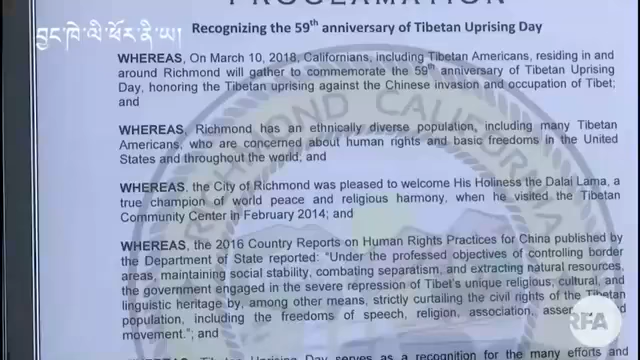 PROCLAMATION
བྱང་ཁེ་ལི་ཕོར་ནི་ཡ།
Recognizing the 59th anniversary of Tibetan Uprising Day
WHEREAS, On March 10, 2018, Californians, including Tibetan Americans, residing in and
around Richmond will gather to commemorate the 59th anniversary of Tibetan Uprising
Day, honoring the Tibetan uprising against the Chinese invasion and occupation of Tibet;
and
WHEREAS, Richmond has an ethnically diverse population, including many Tibetan
Americans, who are concerned about human rights and basic freedoms in the United
States and throughout the world, and
WHEREAS, the City of Richmond was pleased to welcome His Holiness the Dalai Lama, a
true champion of world peace and religious harmony, when he visited the Tibetan
Community Center in February 2014; and
WHEREAS, the 2016 Country Reports on Human Rights Practices for China published by
the Department of State reported: "Under the professed objectives of controlling border
areas, maintaining social stability, combating separatism, and extracting natural resources,
the government engaged in the severe repression of Tibet's unique religious, cultural, and
linguistic heritage by, among other means, strictly curtailing the civil rights of the Tibetan
population, including the freedoms of speech, religion, association,
movement."; and
WHEREAS, Tibetan Uprising Day serves as a recognition for the many efforts and
RICHMOND CALIFORNIA
RFA